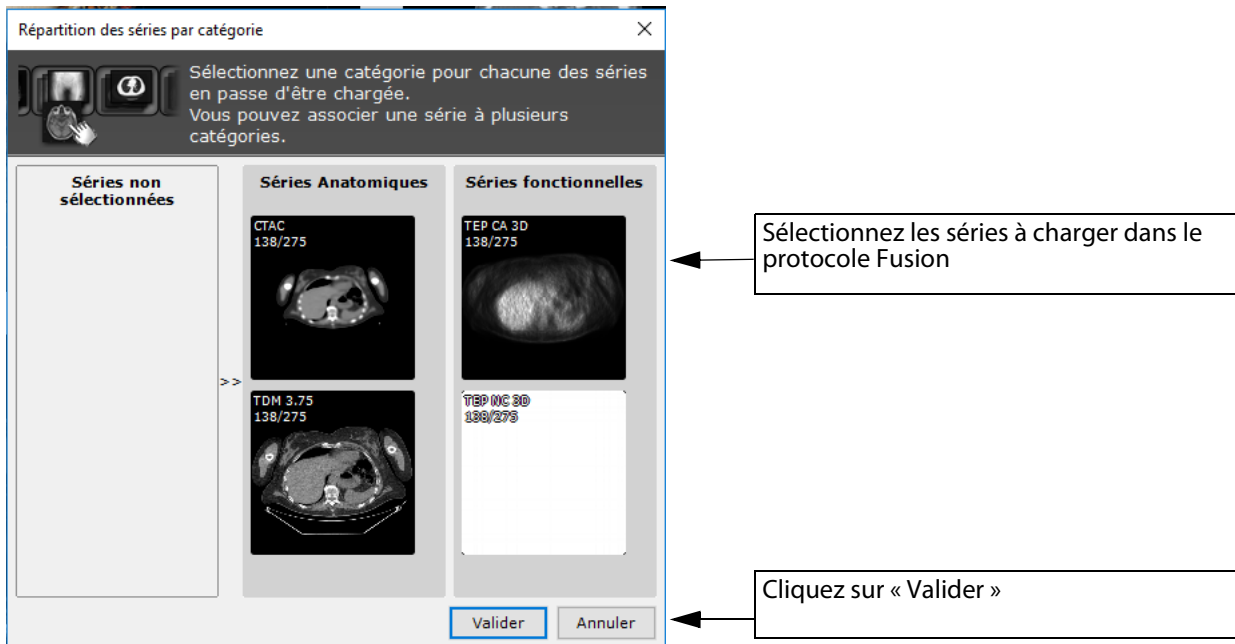 Répartition des séries par catégorie
Sélectionnez une catégorie pour chacune des séries
en passe d'être chargée.
Vous pouvez associer une série à plusieurs
catégories.
Séries non
sélectionnées
>>
Séries Anatomiques
CTAC
138/275
TDM 3.75
138/275
Séries fonctionnelles
TEP CA 3D
138/275
TEP NC 3D
138/275
Sélectionnez les séries à charger dans le
protocole Fusion
Valider
Annuler
Cliquez sur « Valider »